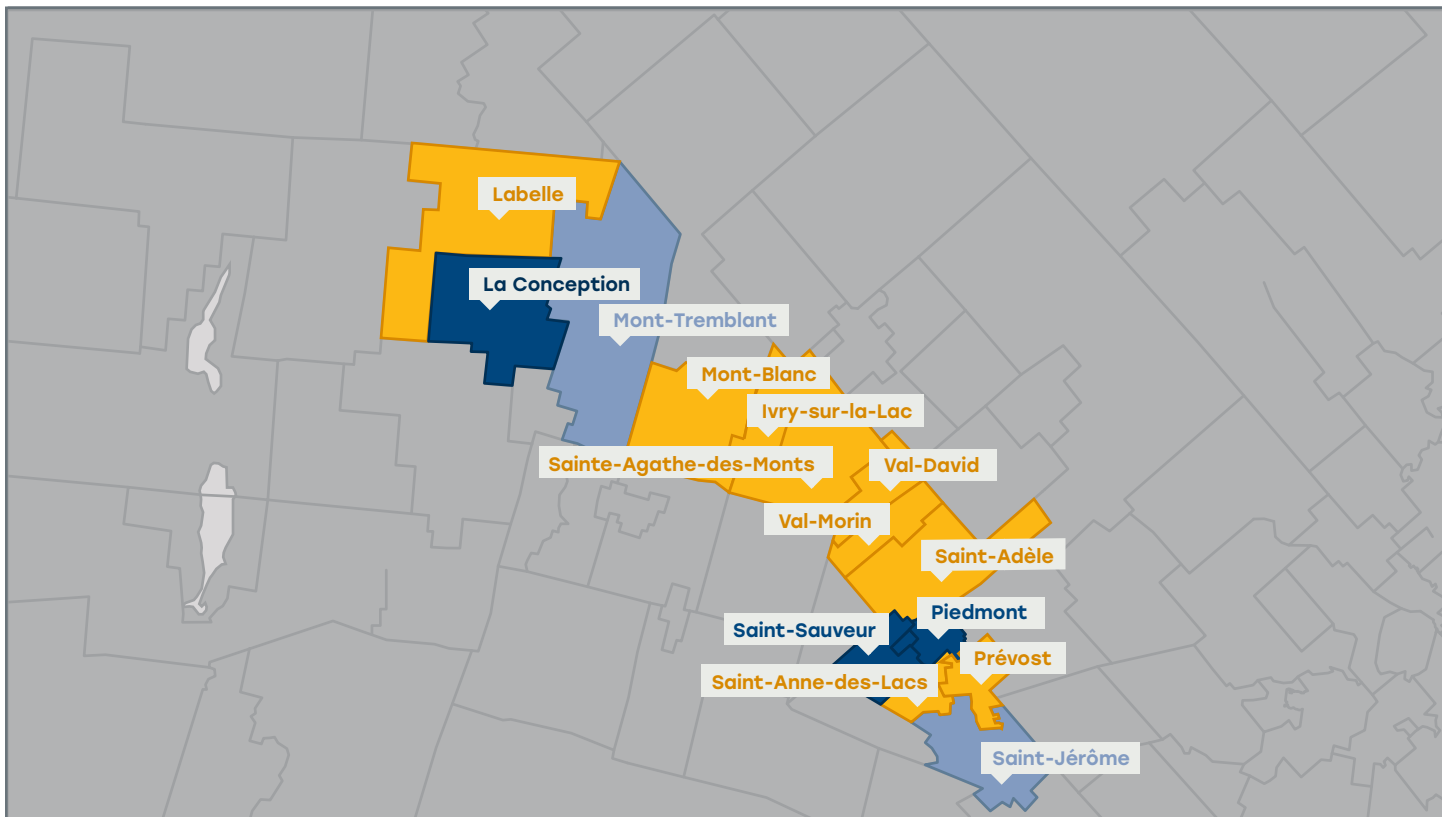 Labelle
La Conception
Mont-Tremblant
Mont-Blanc
Ivry-sur-la-Lac
Sainte-Agathe-des-Monts
Val-David
Val-Morin
Saint-Adèle
Piedmont
Saint-Sauveur
Prévost
Saint-Anne-des-Lacs
Saint-Jérôme